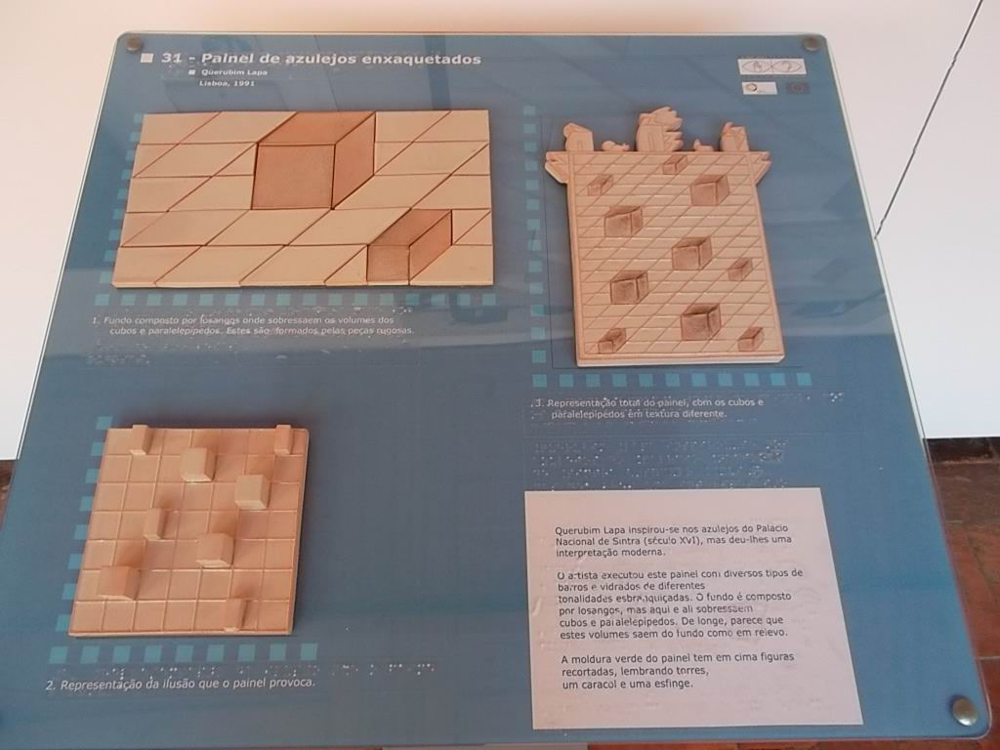 31 - Painel de azulejos enxaquetados
Querubim Lapa
Lisboa, 1991
1. Fundo composto por losangos onde sobressaem os volumes dos
cubos e paralelepípedos. Estes são formados pelas peças rugosas.
3. Representação total do painel, com os cubos e
paralelepípedos em textura diferente.
2. Representação da ilusão que o painel provoca.
Querubim Lapa inspirou-se nos azulejos do Palácio
Nacional de Sintra (século XVI), mas deu-lhes uma
interpretação moderna.
O artista executou este painel com diversos tipos de
barros e vidrados de diferentes
tonalidades esbranquiçadas. O fundo é composto
por losangos, mas aqui e ali sobressaem
cubos e paralelepípedos. De longe, parece que
estes volumes saem do fundo como em relevo.
A moldura verde do painel tem em cima figuras
recortadas, lembrando torres,
um caracol e uma esfinge.